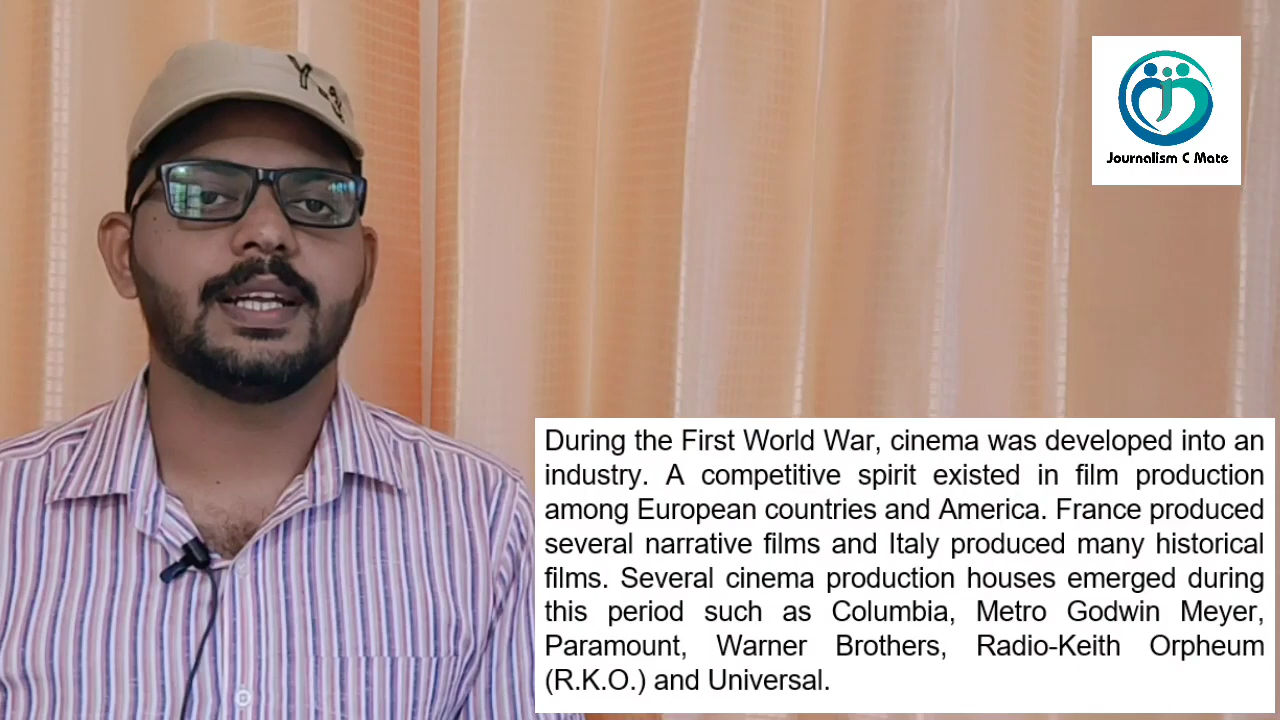 Y-2
Journalism C Mate
During the First World War, cinema was developed into an
industry. A competitive spirit existed in film production
among European countries and America. France produced
several narrative films and Italy produced many historical
films. Several cinema production houses emerged during
this period such as Columbia, Metro Godwin Meyer,
Paramount, Warner Brothers, Radio-Keith Orpheum
(R.K.O.) and Universal.